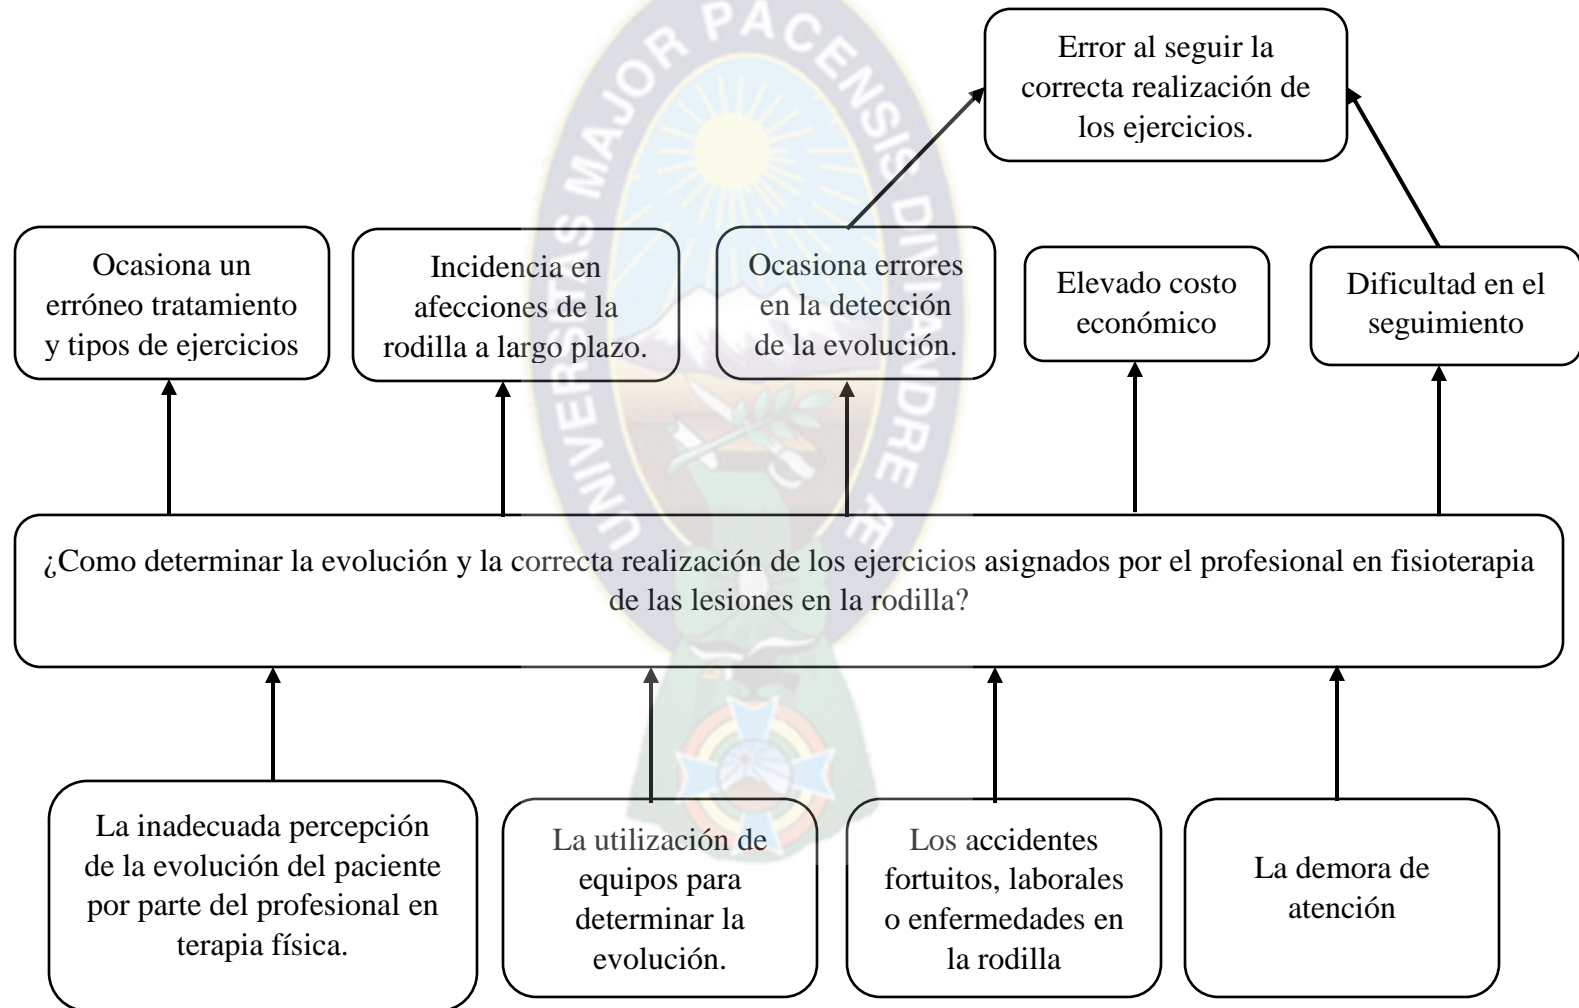 UNIVERSITAS MAJOR PACENSIS DIVI ANDRE Æ
Error al seguir la
correcta realización de
los ejercicios.
Ocasiona un
erróneo tratamiento
y tipos de ejercicios
Incidencia en
afecciones de la
rodilla a largo plazo.
Ocasiona errores
en la detección
de la evolución.
Elevado costo
económico
Dificultad en el
seguimiento
¿Como determinar la evolución y la correcta realización de los ejercicios asignados por el profesional en fisioterapia
de las lesiones en la rodilla?
La inadecuada percepción
de la evolución del paciente
por parte del profesional en
terapia física.
La utilización de
equipos para
determinar la
evolución.
Los accidentes
fortuitos, laborales
o enfermedades en
la rodilla
La demora de
atención